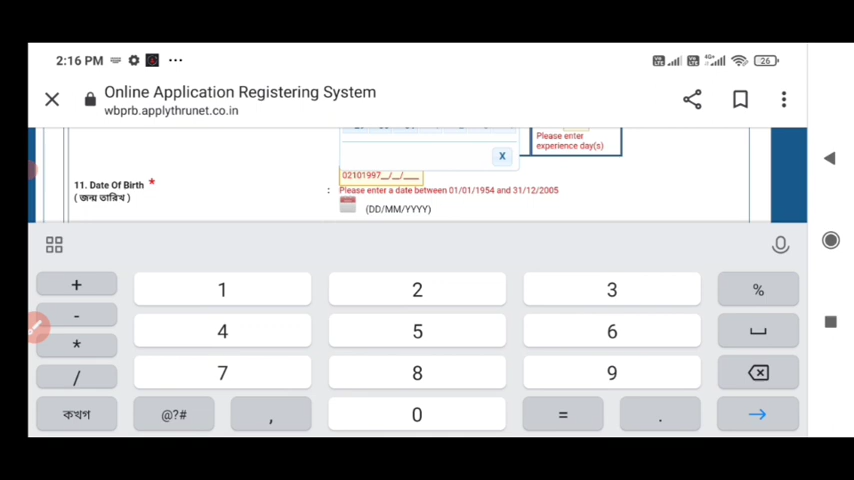 2:16 PM
26
Online Application Registering System
wbprb.applythrunet.co.in
Please enter
experience day(s)
X
02101997__/__/____
11. Date Of Birth *
: Please enter a date between 01/01/1954 and 31/12/2005
( জন্ম তারিখ )
(DD/MM/YYYY)
+ 1 2 3 %
-
4 5 6
*
/ 7 8 9
কখগ @?# , 0 = .